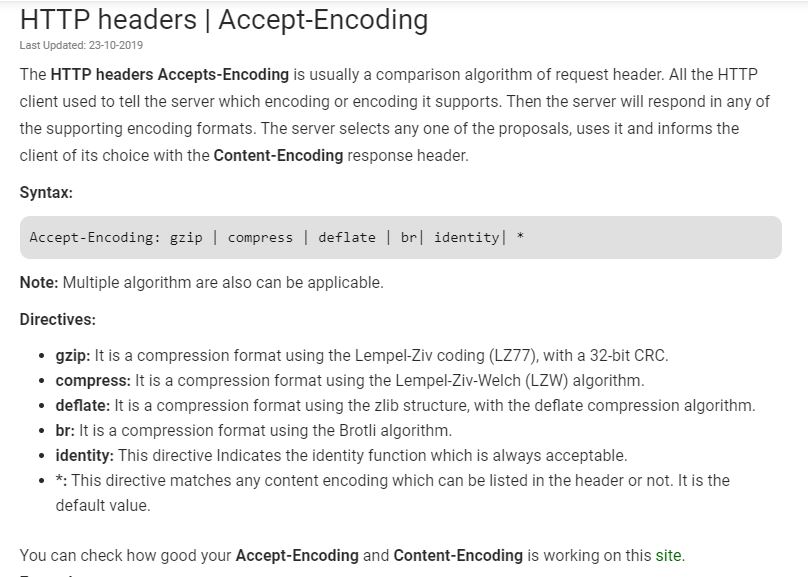 HTTP headers | Accept-Encoding
Last Updated: 23-10-2019
The HTTP headers Accepts-Encoding is usually a comparison algorithm of request header. All the HTTP
client used to tell the server which encoding or encoding it supports. Then the server will respond in any of
the supporting encoding formats. The server selects any one of the proposals, uses it and informs the
client of its choice with the Content-Encoding response header.
Syntax:
Accept-Encoding: gzip | compress | deflate | br| identity| *
Note: Multiple algorithm are also can be applicable.
Directives:
• gzip: It is a compression format using the Lempel-Ziv coding (LZ77), with a 32-bit CRC.
• compress: It is a compression format using the Lempel-Ziv-Welch (LZW) algorithm.
• deflate: It is a compression format using the zlib structure, with the deflate compression algorithm.
• br: It is a compression format using the Brotli algorithm.
• identity: This directive Indicates the identity function which is always acceptable.
• *: This directive matches any content encoding which can be listed in the header or not. It is the
default value.
You can check how good your Accept-Encoding and Content-Encoding is working on this site.